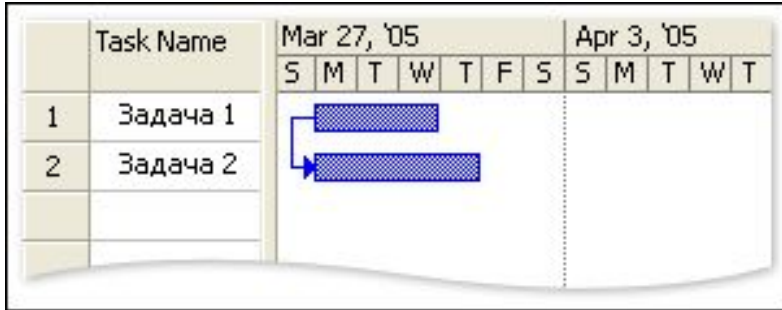 Task Name Mar 27, '05 Apr 3, '05
S M T W T F S S M T W T
1 Задача 1
2 Задача 2